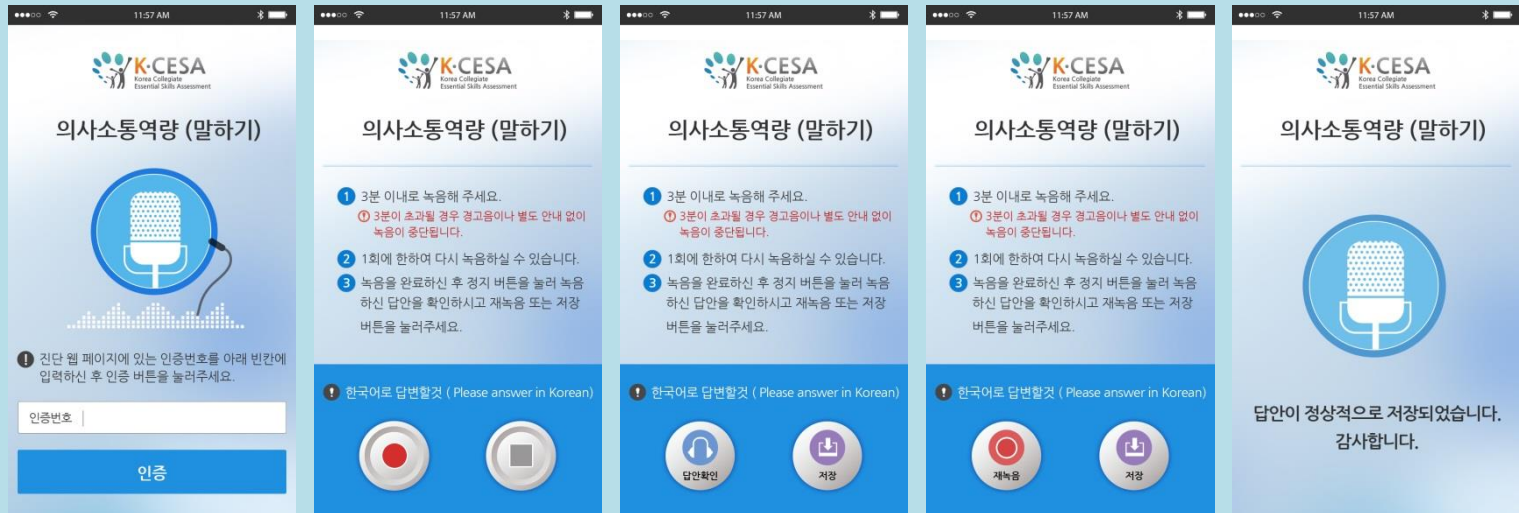 11:57 AM
K·CESA
Korea Collegiate
Essential Skills Assessment
의사소통역량 (말하기)
! 진단 웹 페이지에 있는 인증번호를 아래 빈칸에
입력하신 후 인증 버튼을 눌러주세요.
인증번호
인증
11:57 AM
K·CESA
Korea Collegiate
Essential Skills Assessment
의사소통역량 (말하기)
1 3분 이내로 녹음해 주세요.
! 3분이 초과될 경우 경고음이나 별도 안내 없이
녹음이 중단됩니다.
2 1회에 한하여 다시 녹음하실 수 있습니다.
3 녹음을 완료하신 후 정지 버튼을 눌러 녹음
하신 답안을 확인하시고 재녹음 또는 저장
버튼을 눌러주세요.
! 한국어로 답변할것 ( Please answer in Korean)
11:57 AM
K·CESA
Korea Collegiate
Essential Skills Assessment
의사소통역량 (말하기)
1 3분 이내로 녹음해 주세요.
! 3분이 초과될 경우 경고음이나 별도 안내 없이
녹음이 중단됩니다.
2 1회에 한하여 다시 녹음하실 수 있습니다.
3 녹음을 완료하신 후 정지 버튼을 눌러 녹음
하신 답안을 확인하시고 재녹음 또는 저장
버튼을 눌러주세요.
! 한국어로 답변할것 ( Please answer in Korean)
답안확인
저장
11:57 AM
K·CESA
Korea Collegiate
Essential Skills Assessment
의사소통역량 (말하기)
1 3분 이내로 녹음해 주세요.
! 3분이 초과될 경우 경고음이나 별도 안내 없이
녹음이 중단됩니다.
2 1회에 한하여 다시 녹음하실 수 있습니다.
3 녹음을 완료하신 후 정지 버튼을 눌러 녹음
하신 답안을 확인하시고 재녹음 또는 저장
버튼을 눌러주세요.
! 한국어로 답변할것 ( Please answer in Korean)
재녹음
저장
11:57 AM
K·CESA
Korea Collegiate
Essential Skills Assessment
의사소통역량 (말하기)
답안이 정상적으로 저장되었습니다.
감사합니다.